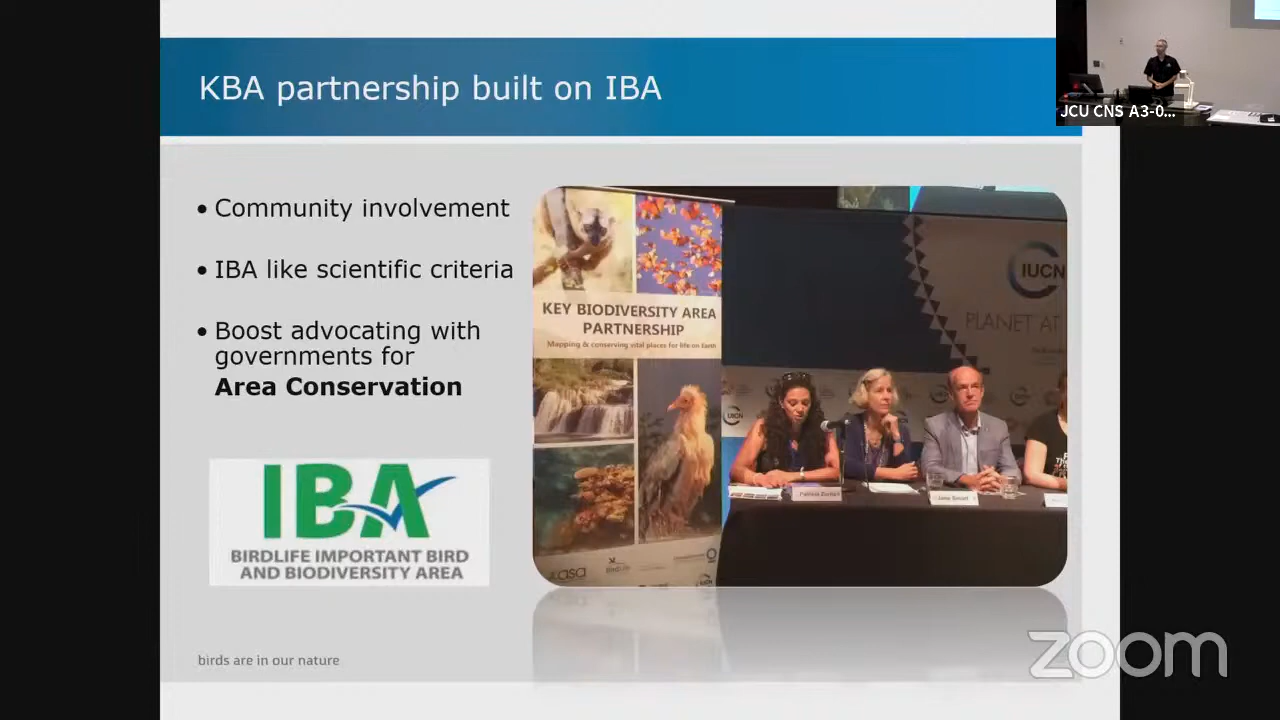 KBA partnership built on IBA
JCU CNS A3-0...
• Community involvement
• IBA like scientific criteria
• Boost advocating with
governments for
Area Conservation
IBA
BIRDLIFE IMPORTANT BIRD
AND BIODIVERSITY AREA
birds are in our nature
KEY BIODIVERSITY AREA
PARTNERSHIP
Mapping & conserving vital places for life on Earth
IUCN
PLANET AT
IUCN
asa
zoom